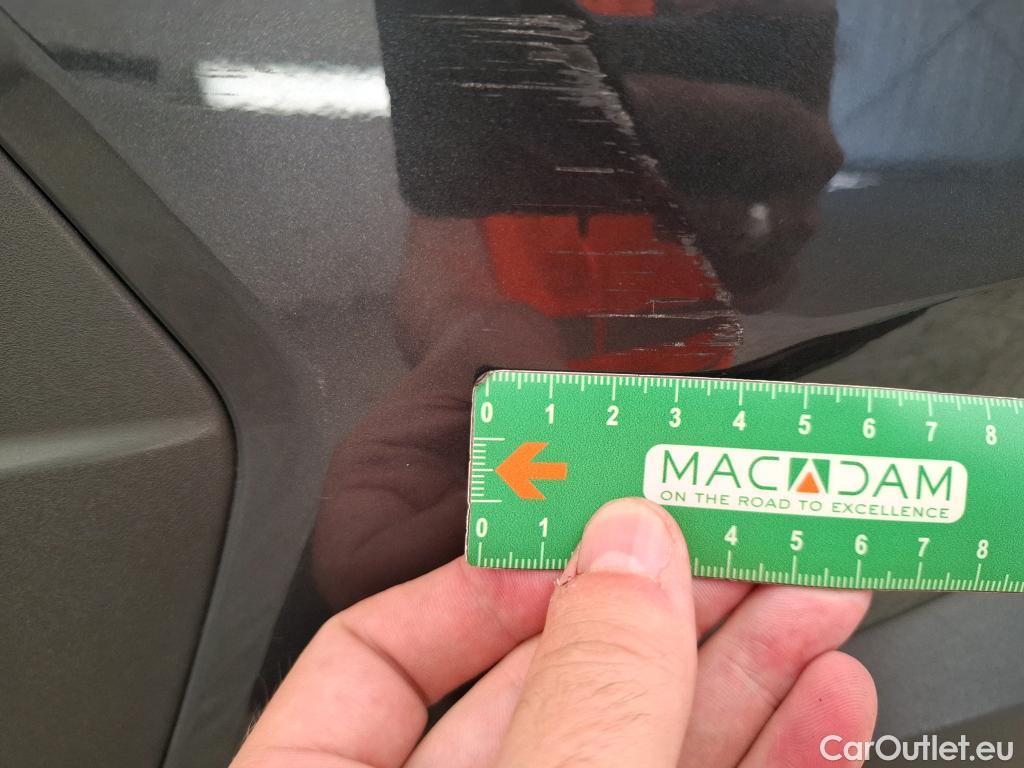 0 1 2 3 4 5 6 7 8
MACADAM
ON THE ROAD TO EXCELLENCE
0 1 4 5 6 7 8
CarOutlet.eu